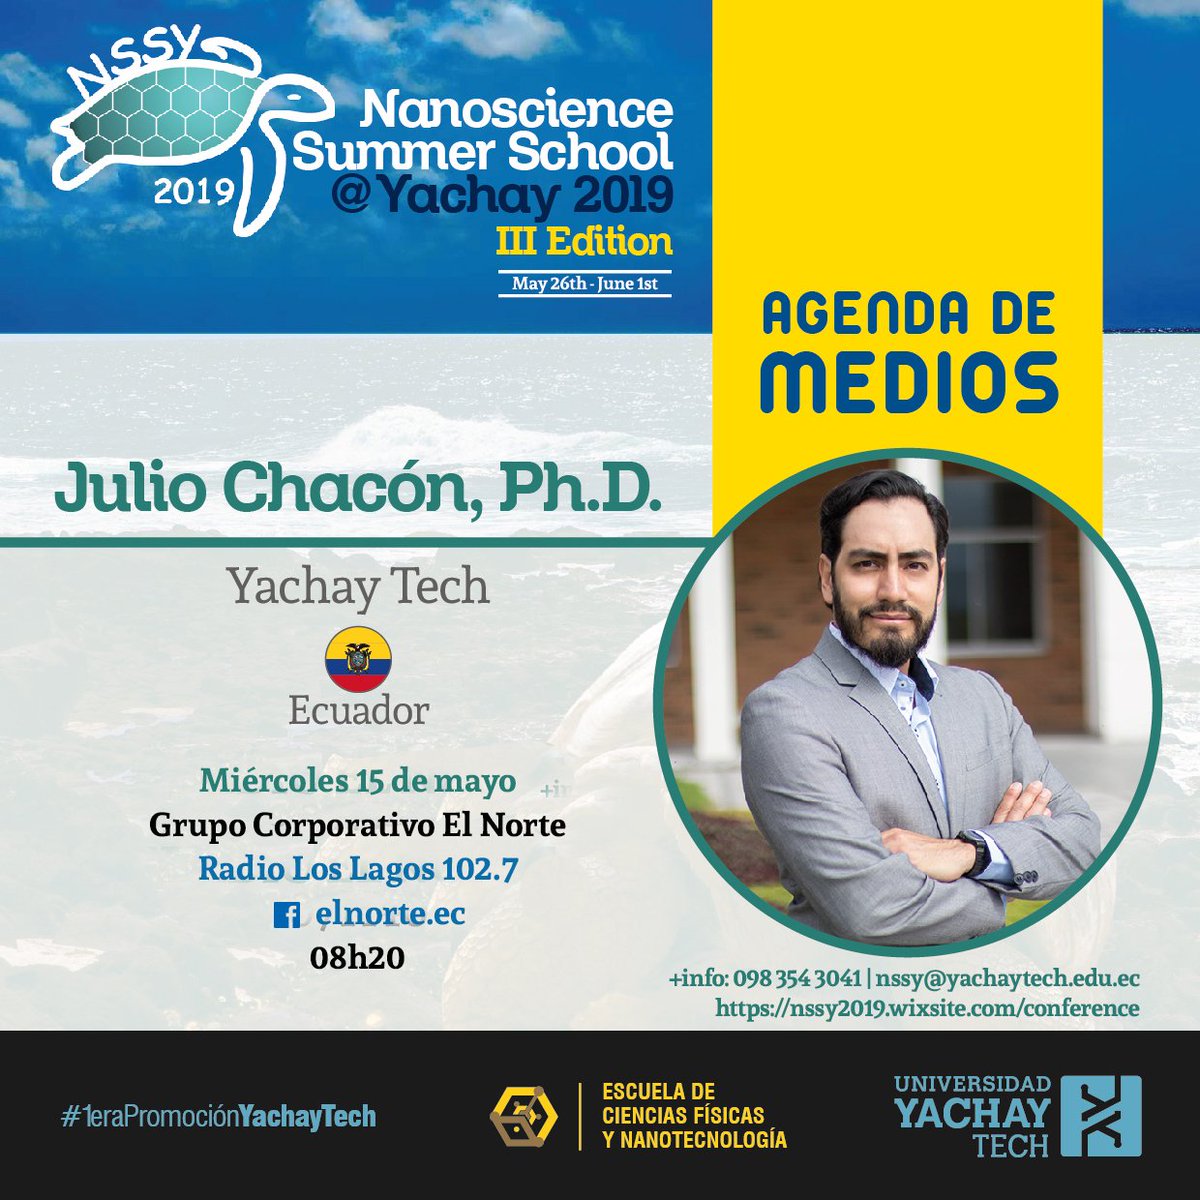 NSSY
2019
Nanoscience
Summer School
@Yachay 2019
III Edition
May 26th - June 1st
AGENDA DE
MEDIOS
Julio Chacón, Ph.D.
Yachay Tech
Ecuador
Miércoles 15 de mayo
Grupo Corporativo El Norte
Radio Los Lagos 102.7
elnorte.ec
08h20
+info: 098 354 3041 | nssy@yachaytech.edu.ec
https://nssy2019.wixsite.com/conference
#1eraPromociónYachayTech
ESCUELA DE
CIENCIAS FÍSICAS
Y NANOTECNOLOGÍA
UNIVERSIDAD
YACHAY
TECH